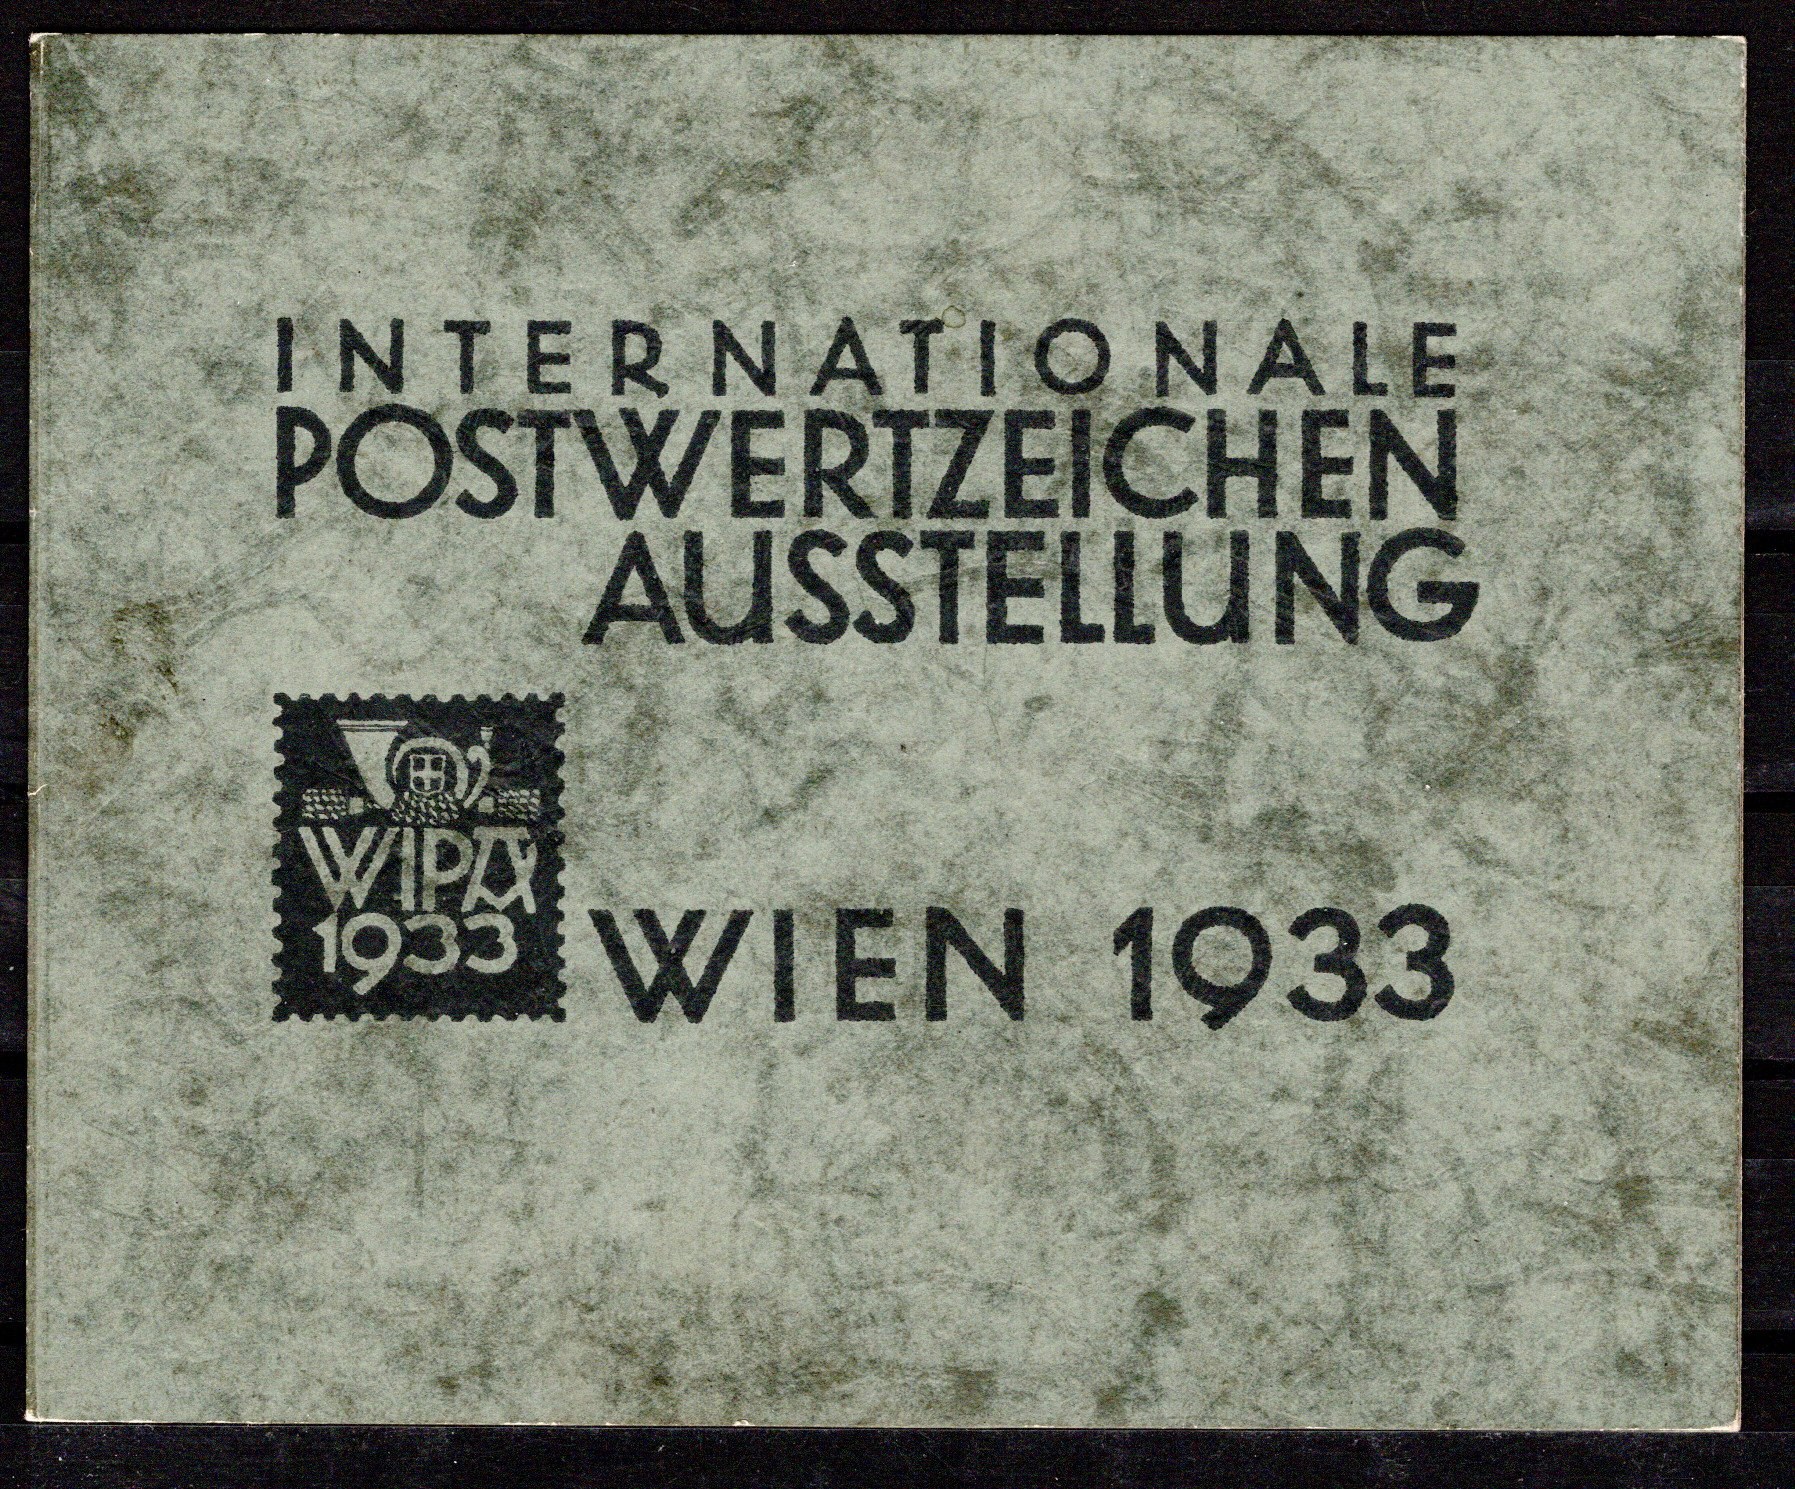 INTERNATIONALE
POSTWERTZEICHEN
AUSSTELLUNG
WIPA
1933
WIEN 1933